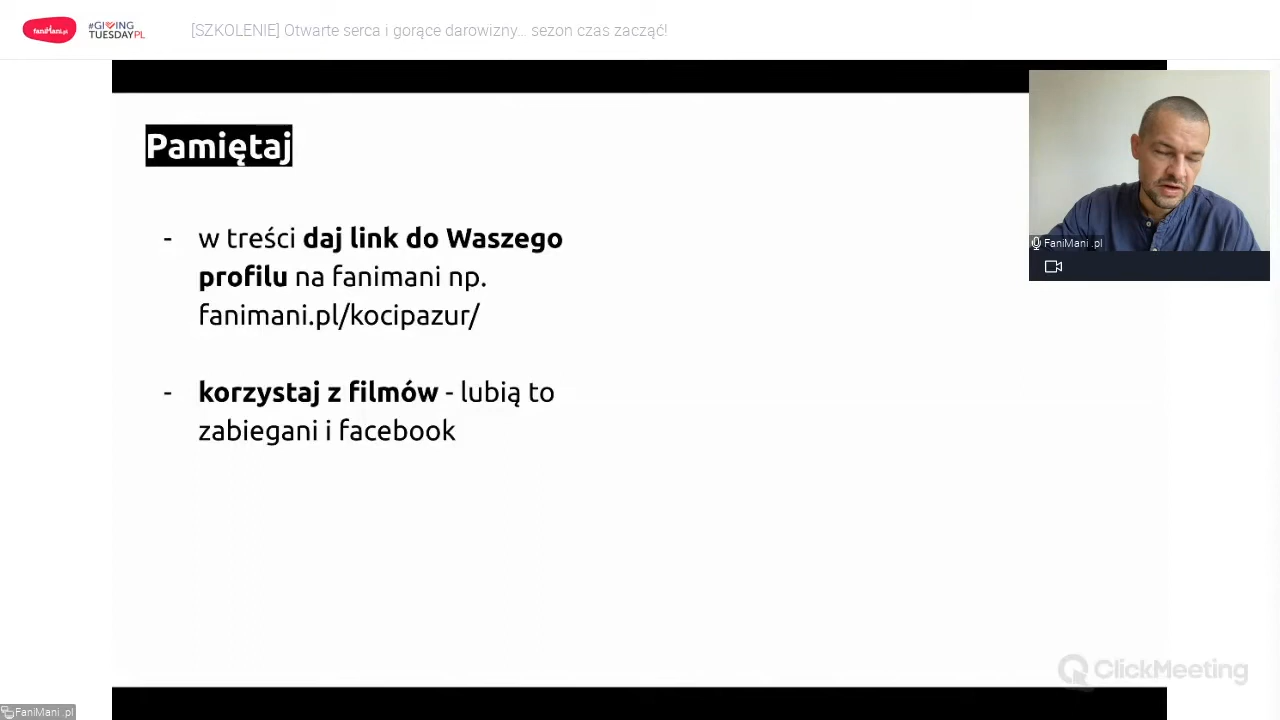 faniMani.pl
#GIVING
TUESDAYPL
[SZKOLENIE] Otwarte serca i gorące darowizny... sezon czas zacząć!
Pamiętaj
- w treści daj link do Waszego
profilu na fanimani np.
fanimani.pl/kocipazur/
- korzystaj z filmów - lubią to
zabiegani i facebook
FaniMani .pl
ClickMeeting
FaniMani .pl